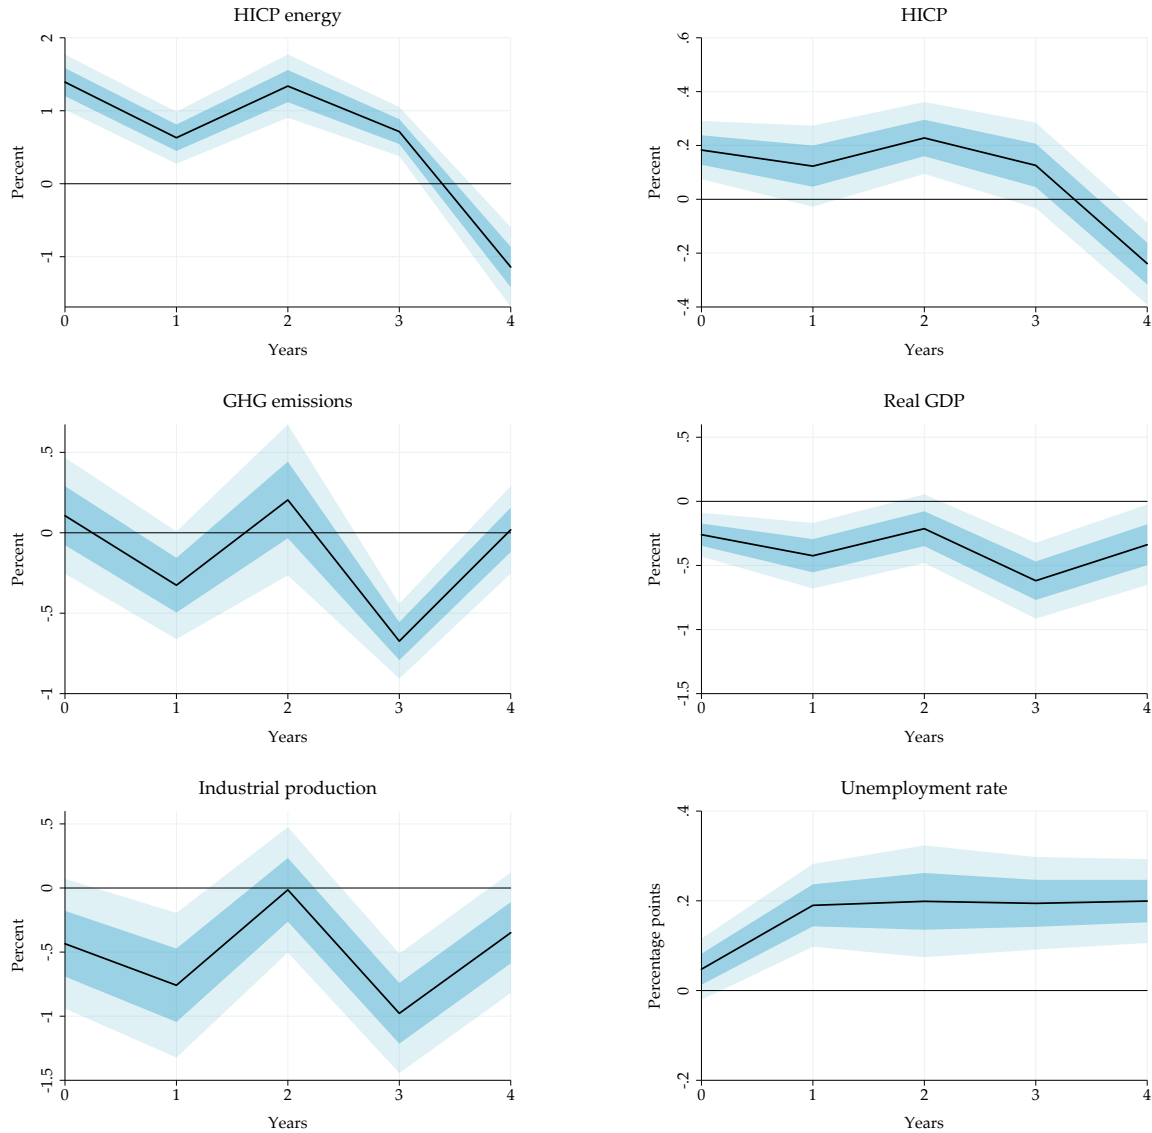 HICP energy
Percent
2
1
0
-1
0 1 2 3 4
Years
HICP
Percent
.6
.4
.2
0
-.2
-.4
0 1 2 3 4
Years
GHG emissions
Percent
.5
0
-.5
-1
0 1 2 3 4
Years
Real GDP
Percent
.5
0
-.5
-1
-1.5
0 1 2 3 4
Years
Industrial production
Percent
.5
0
-.5
-1
-1.5
0 1 2 3 4
Years
Unemployment rate
Percentage points
.4
.2
0
-.2
0 1 2 3 4
Years